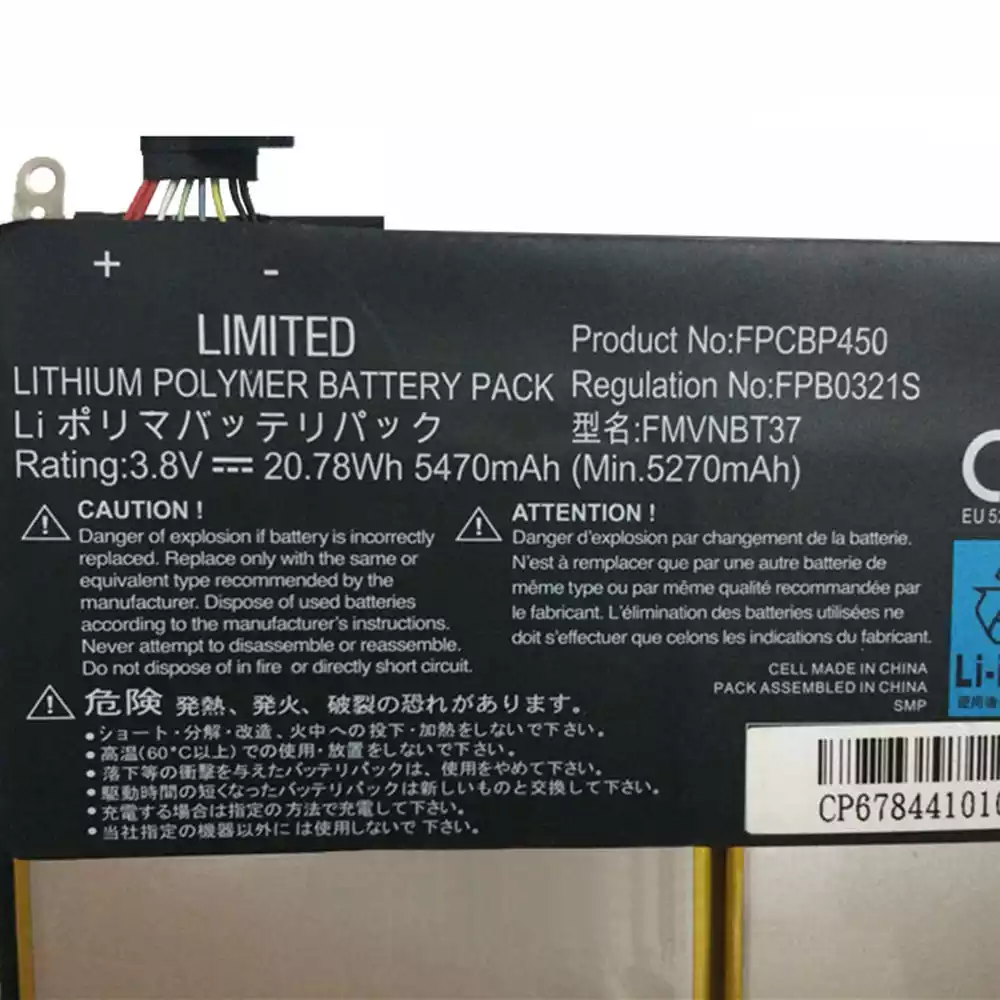 + -
LIMITED
LITHIUM POLYMER BATTERY PACK
Li ポリマバッテリパック
Product No:FPCBP450
Regulation No:FPB0321S
型名:FMVNBT37
Rating:3.8V 20.78Wh 5470mAh (Min.5270mAh)
CAUTION !
Danger of explosion if battery is incorrectly
replaced. Replace only with the same or
equivalent type recommended by the
manufacturer. Dispose of used batteries
according to the manufacturer's instructions.
Never attempt to disassemble or reassemble.
Do not dispose of in fire or directly short circuit.
ATTENTION !
Danger d'explosion par changement de la batterie.
N'est à remplacer que par une autre batterie de
même type ou par même qualité recommandée par
le fabricant. L'élimination des batteries utilisées ne
doit s'effectuer que celons les indications du fabricant.
CELL MADE IN CHINA
PACK ASSEMBLED IN CHINA
SMP
EU
Li-
危険 発熱、発火、破裂の恐れがあります。
●ショート・分解・改造、火中への投下・加熱をしないで下さい。
●高温(60°C以上)での使用・放置をしないで下さい。
●落下等の衝撃を与えたバッテリパックは、使用をやめて下さい。
●駆動時間の短くなったバッテリパックは新しいものと交換して下さい。
●充電する場合は指定の方法で充電して下さい。
●当社指定の機器以外には使用しないで下さい。
CP67844101